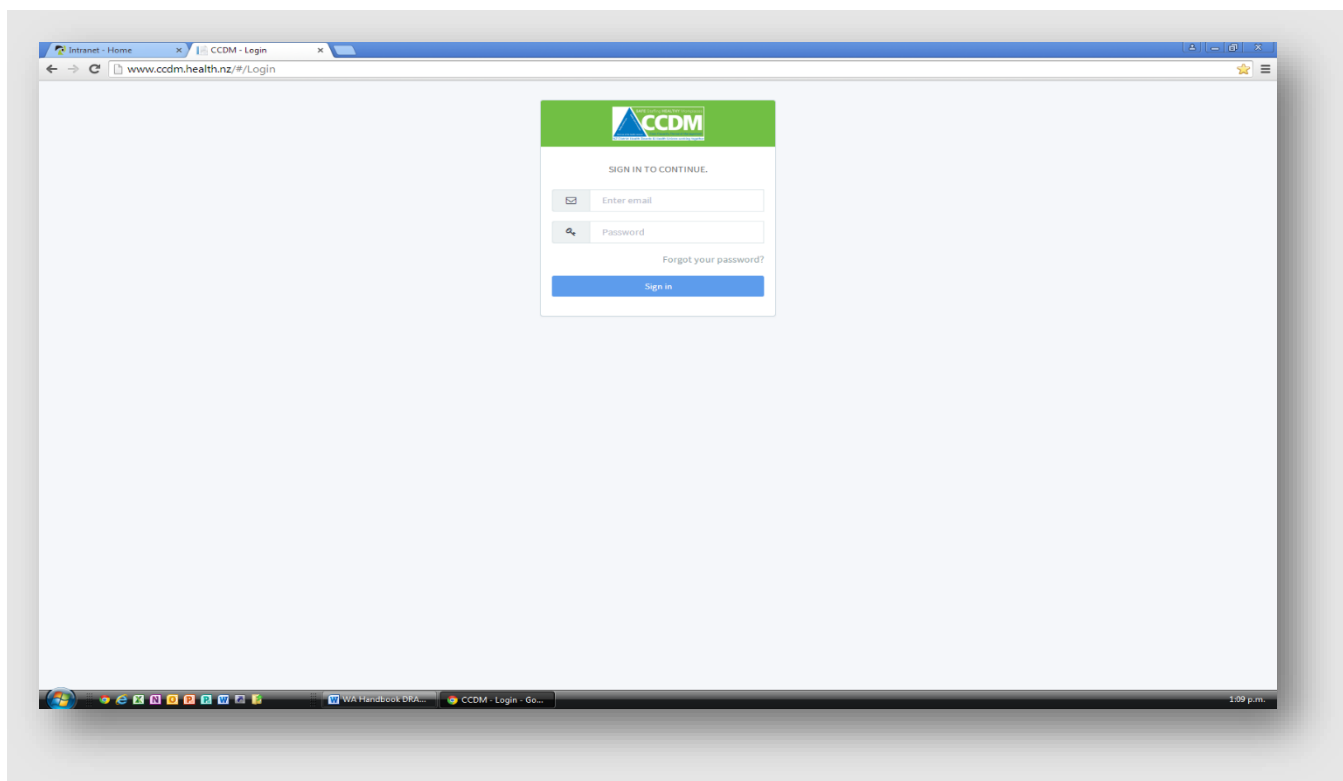 Intranet - Home
CCDM - Login
www.ccdm.health.nz/#/Login
CCDM
SIGN IN TO CONTINUE.
Enter email
Password
Forgot your password?
Sign in
WA Handbook DRA...
CCDM - Login - Go...
1:09 p.m.